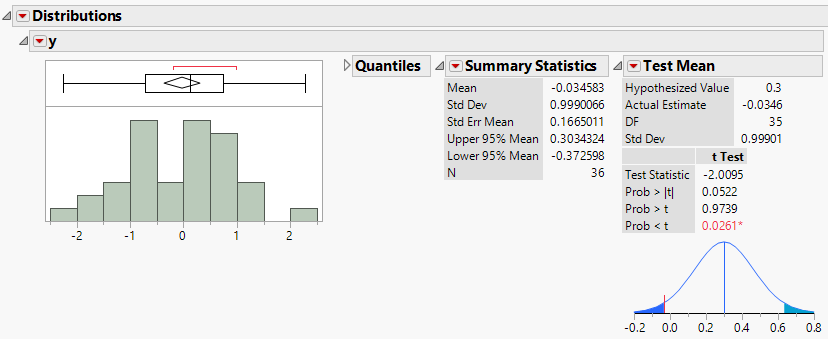 Distributions
y
-2 -1 0 1 2
Quantiles
Summary Statistics
Mean -0.034583
Std Dev 0.9990066
Std Err Mean 0.1665011
Upper 95% Mean 0.3034324
Lower 95% Mean -0.372598
N 36
Test Mean
Hypothesized Value 0.3
Actual Estimate -0.0346
DF 35
Std Dev 0.99901
t Test
Test Statistic -2.0095
Prob > |t| 0.0522
Prob > t 0.9739
Prob < t 0.0261*
-0.2 0.0 0.2 0.4 0.6 0.8